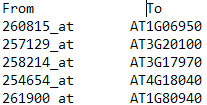 From To
260815_at AT1G06950
257129_at AT3G20100
258214_at AT3G17970
254654_at AT4G18040
261900_at AT1G80940